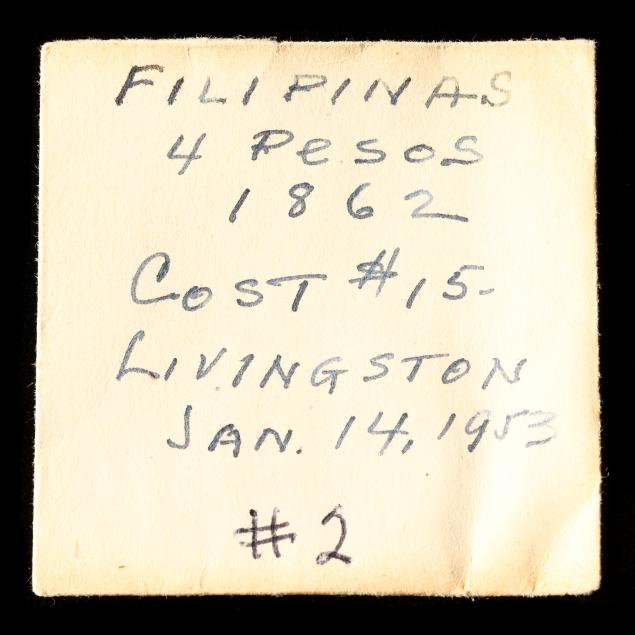 FILIPINAS
4 PesoS
1862
COST #15-
LIVINGSTON
JAN. 14, 1953
#2